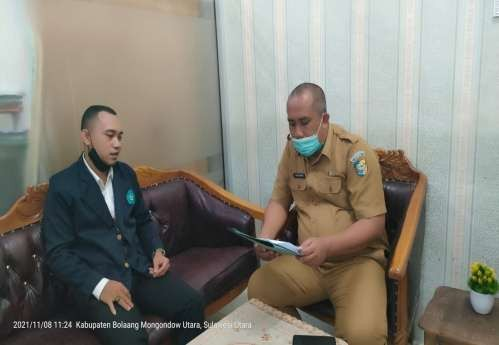 2021/11/08 11:24 Kabupaten Bolaang Mongondow Utara, Sulawesi Utara